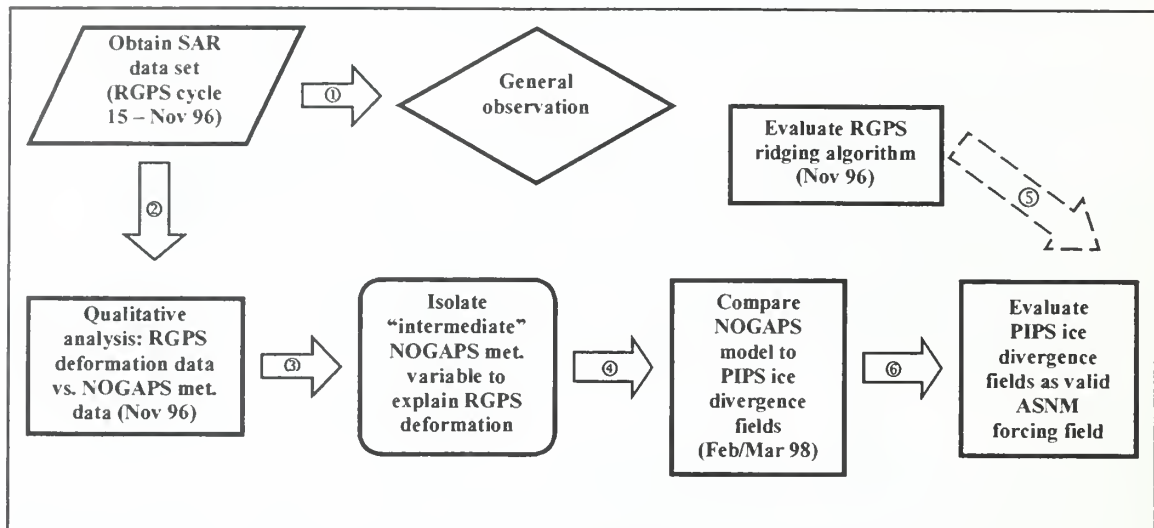 Obtain SAR
data set
(RGPS cycle
15 – Nov 96)
①
General
observation
Evaluate RGPS
ridging algorithm
(Nov 96)
⑤
②
Qualitative
analysis: RGPS
deformation data
vs. NOGAPS met.
data (Nov 96)
③
Isolate
“intermediate”
NOGAPS met.
variable to
explain RGPS
deformation
④
Compare
NOGAPS
model to
PIPS ice
divergence
fields
(Feb/Mar 98)
⑥
Evaluate
PIPS ice
divergence
fields as valid
ASNM
forcing field